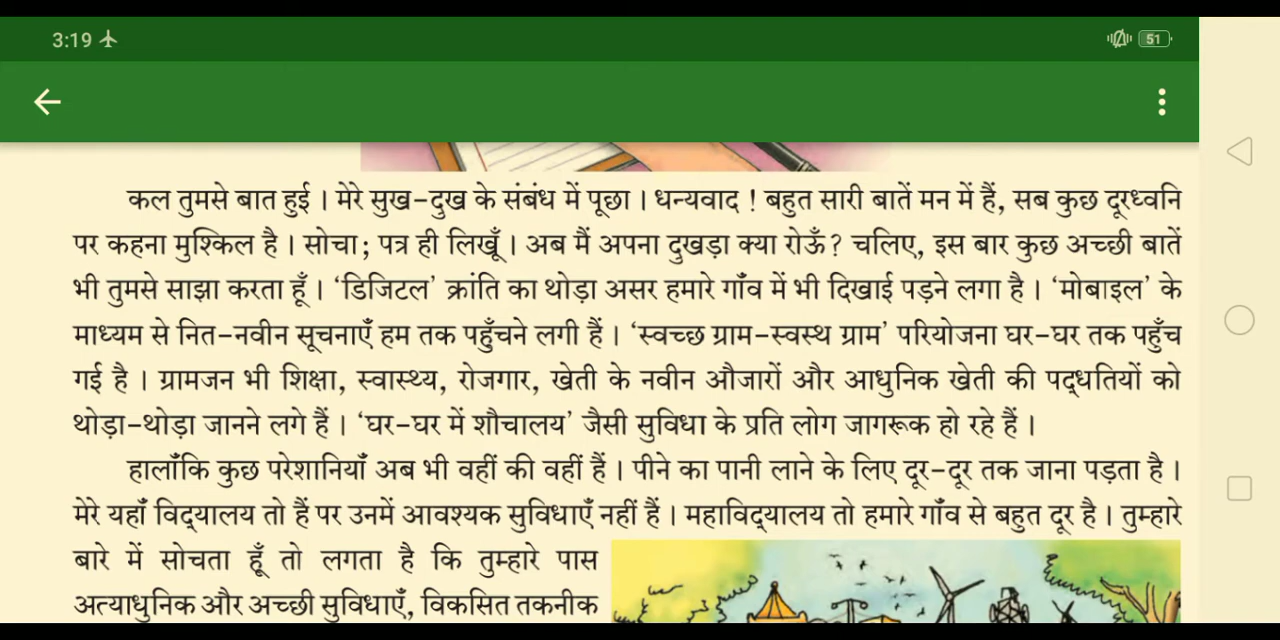 3:19
51
कल तुमसे बात हुई । मेरे सुख-दुख के संबंध में पूछा । धन्यवाद ! बहुत सारी बातें मन में हैं, सब कुछ दूरध्वनि
पर कहना मुश्किल है । सोचा; पत्र ही लिखूँ । अब मैं अपना दुखड़ा क्या रोऊँ? चलिए, इस बार कुछ अच्छी बातें
भी तुमसे साझा करता हूँ । ‘डिजिटल’ क्रांति का थोड़ा असर हमारे गाँव में भी दिखाई पड़ने लगा है । ‘मोबाइल’ के
माध्यम से नित-नवीन सूचनाएँ हम तक पहुँचने लगी हैं । ‘स्वच्छ ग्राम-स्वस्थ ग्राम’ परियोजना घर-घर तक पहुँच
गई है । ग्रामजन भी शिक्षा, स्वास्थ्य, रोजगार, खेती के नवीन औजारों और आधुनिक खेती की पद्धतियों को
थोड़ा-थोड़ा जानने लगे हैं । ‘घर-घर में शौचालय’ जैसी सुविधा के प्रति लोग जागरूक हो रहे हैं ।
हालाँकि कुछ परेशानियाँ अब भी वहीं की वहीं हैं । पीने का पानी लाने के लिए दूर-दूर तक जाना पड़ता है ।
मेरे यहाँ विद्यालय तो हैं पर उनमें आवश्यक सुविधाएँ नहीं हैं । महाविद्यालय तो हमारे गाँव से बहुत दूर है । तुम्हारे
बारे में सोचता हूँ तो लगता है कि तुम्हारे पास
अत्याधुनिक और अच्छी सुविधाएँ, विकसित तकनीक